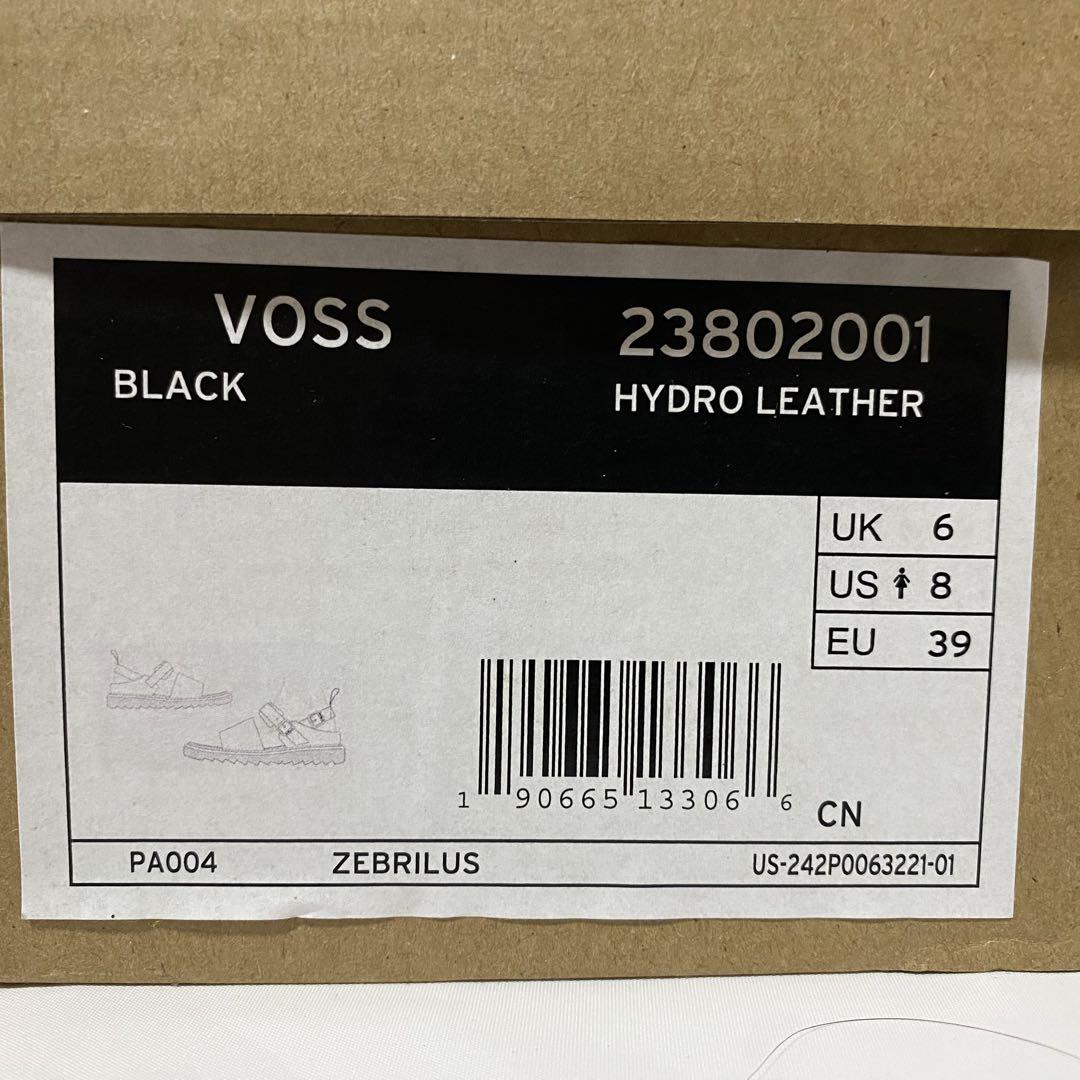 VOSS 23802001
BLACK HYDRO LEATHER
UK 6
US 8
EU 39
1 90665 13306 6
CN
PA004 ZEBRILUS US-242P0063221-01